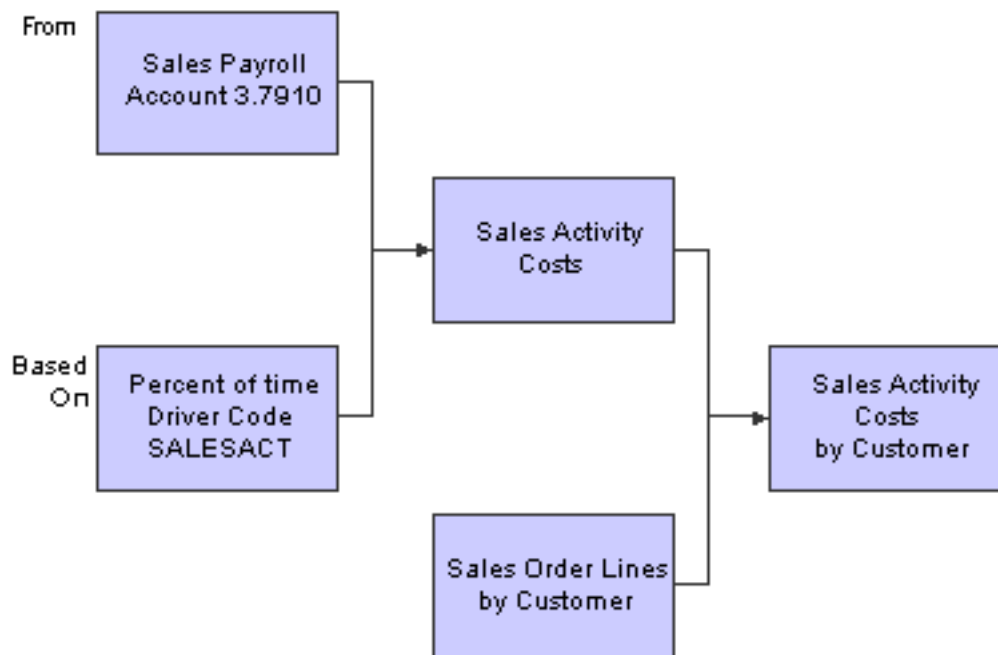 From
Sales Payroll
Account 3.7910
Sales Activity
Costs
Based
On
Percent of time
Driver Code
SALESACT
Sales Activity
Costs
by Customer
Sales Order Lines
by Customer